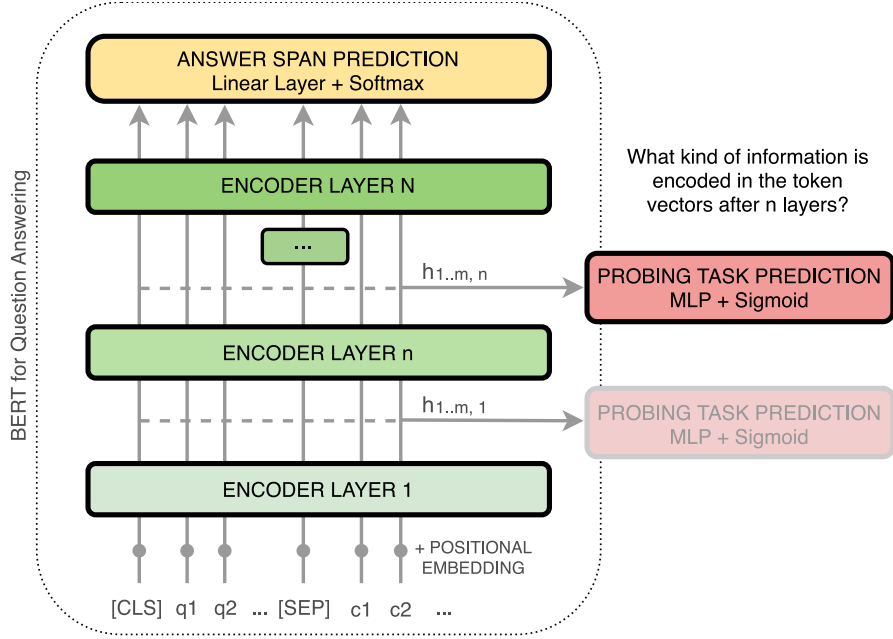 ANSWER SPAN PREDICTION
Linear Layer + Softmax
ENCODER LAYER N
...
What kind of information is
encoded in the token
vectors after n layers?
h1..m, n
PROBING TASK PREDICTION
MLP + Sigmoid
ENCODER LAYER n
h1..m, 1
PROBING TASK PREDICTION
MLP + Sigmoid
ENCODER LAYER 1
+ POSITIONAL
EMBEDDING
[CLS] q1 q2 ... [SEP] c1 c2 ...
BERT for Question Answering